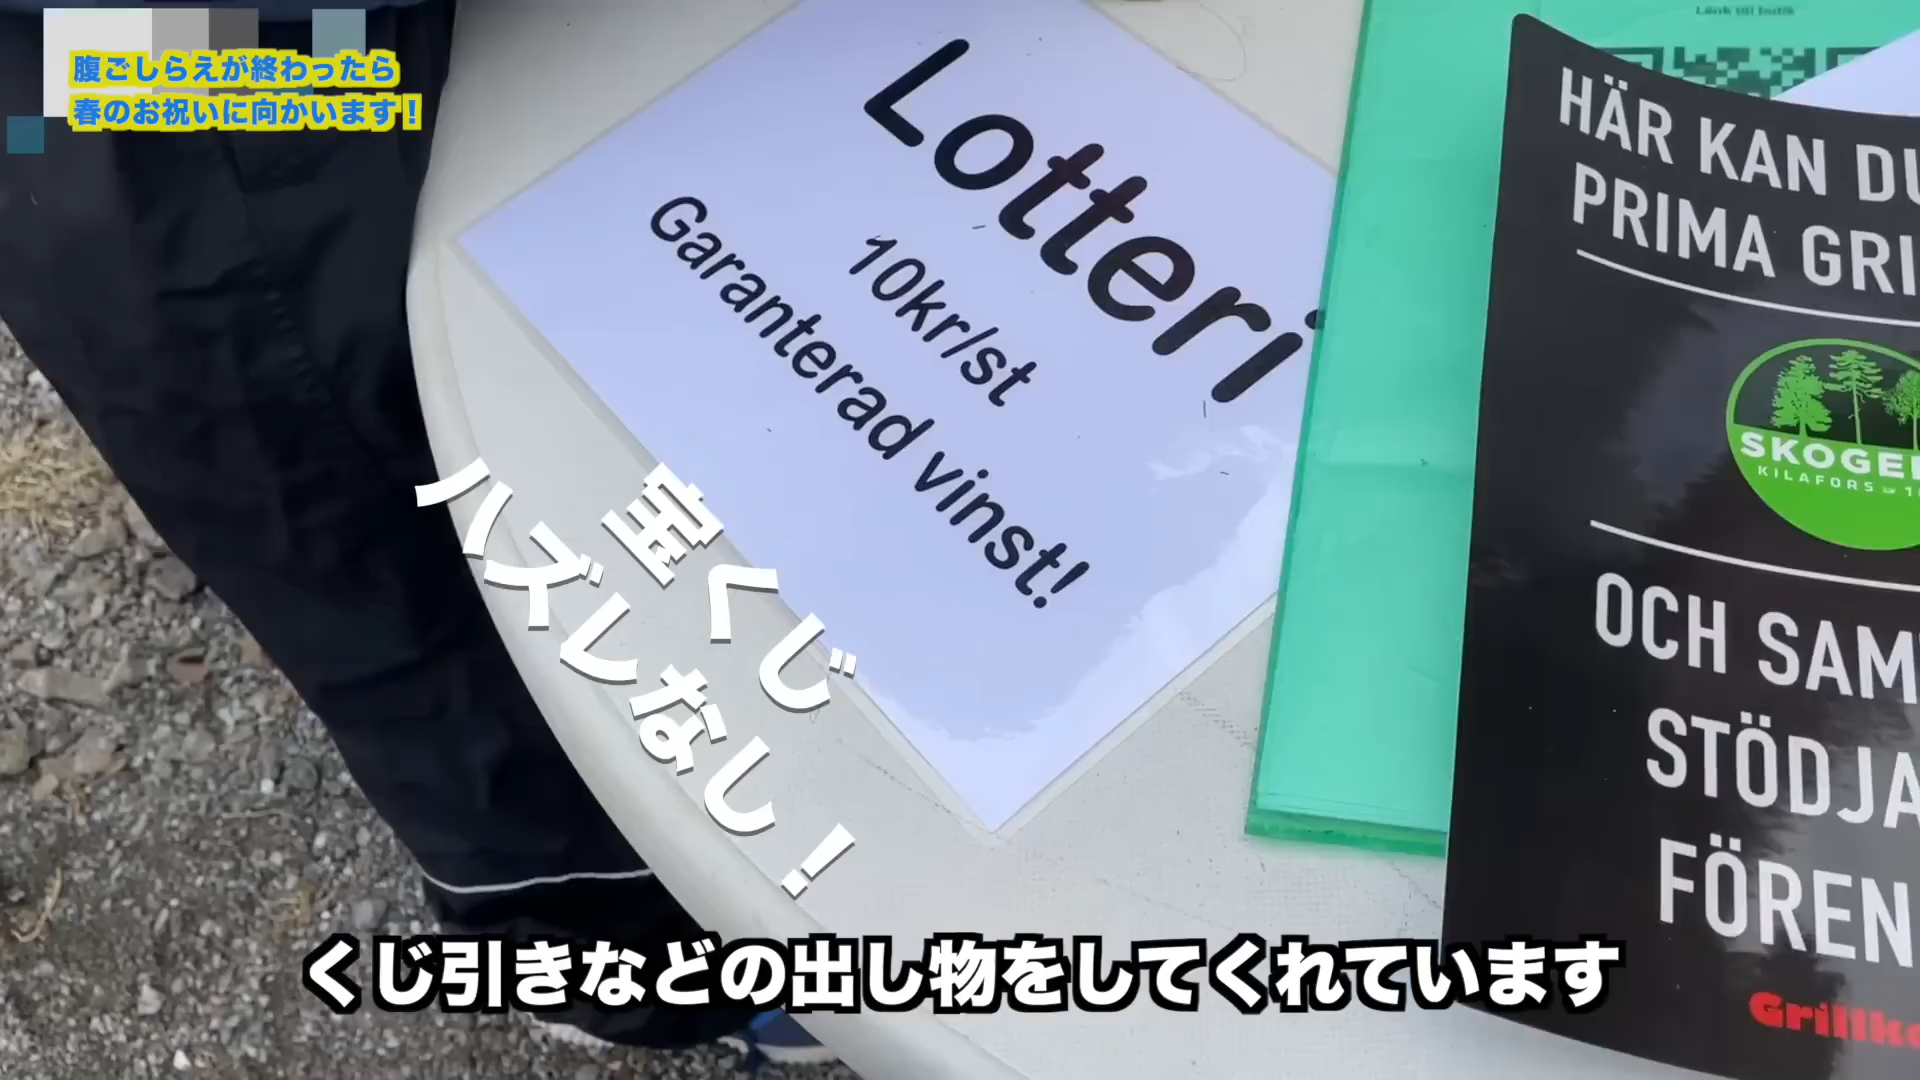 腹ごしらえが終わったら
春のお祝いに向かいます！
Lotteri
10kr/st
Garanterad vinst!
宝くじ
ハズレなし！
Länk till butik
HÄR KAN DU
PRIMA
SKOGE
KILAFORS
OCH
STÖDJA
くじ引きなどの出し物をしてくれています